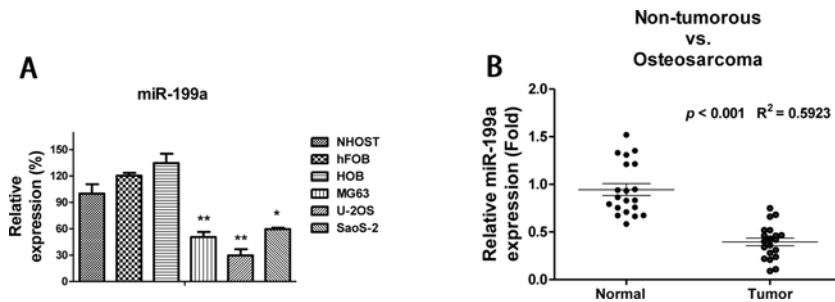 A
miR-199a
Relative
expression (%)
150
120
90
60
30
0
**
**
*
NHOST
hFOB
HOB
MG63
U-2OS
SaoS-2
B
Non-tumorous
vs.
Osteosarcoma
Relative miR-199a
expression (Fold)
2.0
1.5
1.0
0.5
0.0
p < 0.001 R² = 0.5923
Normal
Tumor